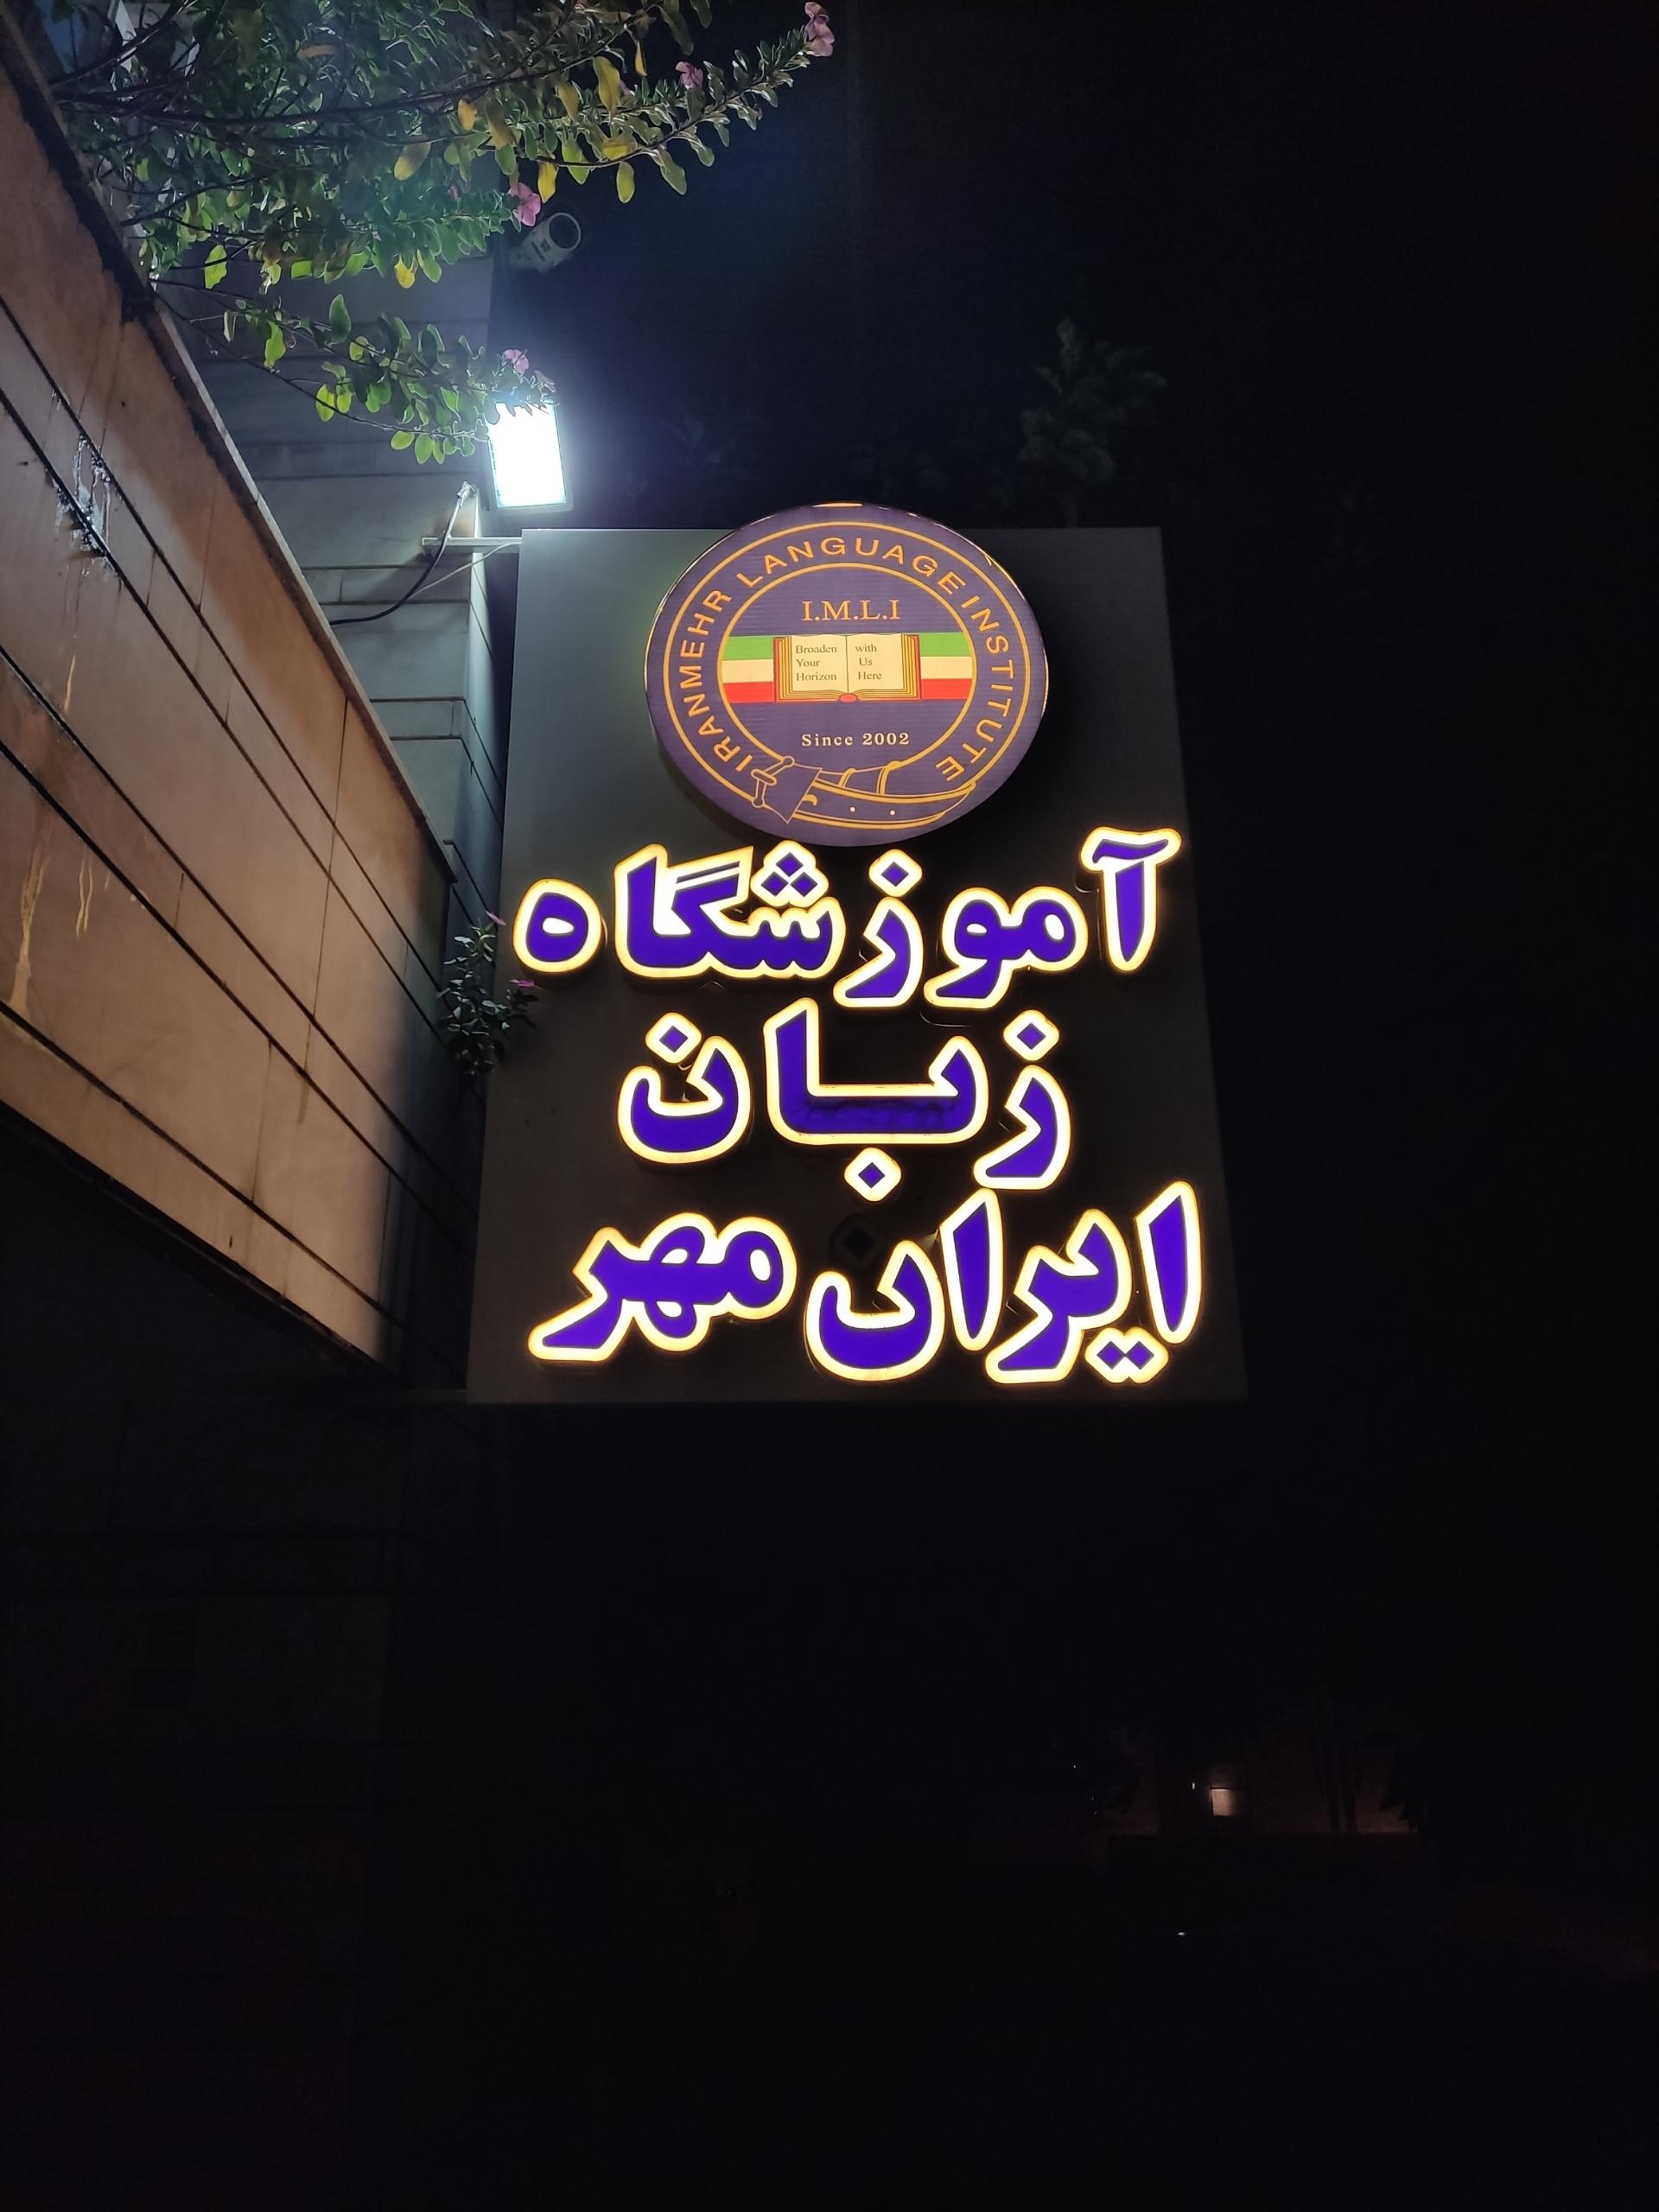 IRANMEHR LANGUAGE INSTITUTE
I.M.L.I
Broaden with
Your Us
Horizon Here
Since 2002
آموزشگاه
زبان
ایران مهر